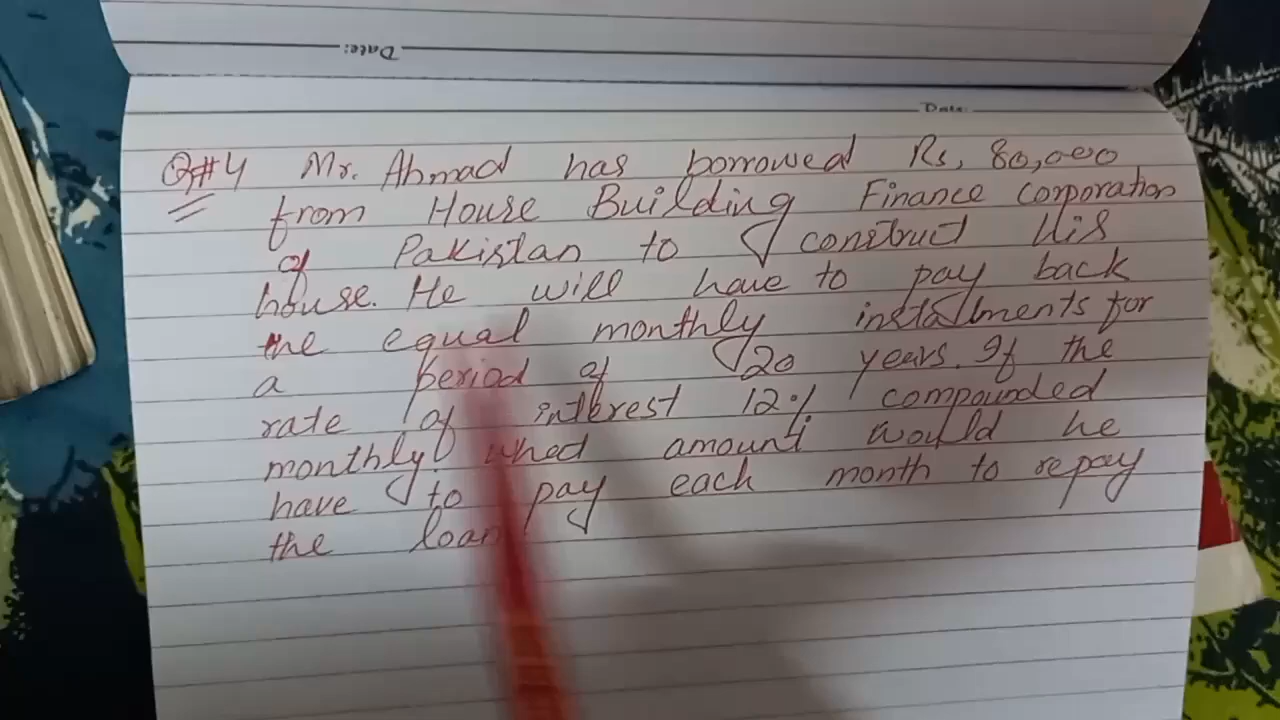 Date:
Date:
Q#4 Mr. Ahmad has borrowed Rs, 80,000
from House Building Finance corporation
of Pakistan to construct His
house. He will have to pay back
the equal monthly installments for
a period of 20 years. If the
rate of interest 12% compounded
monthly. whed amount would he
have to pay each month to repay
the loan